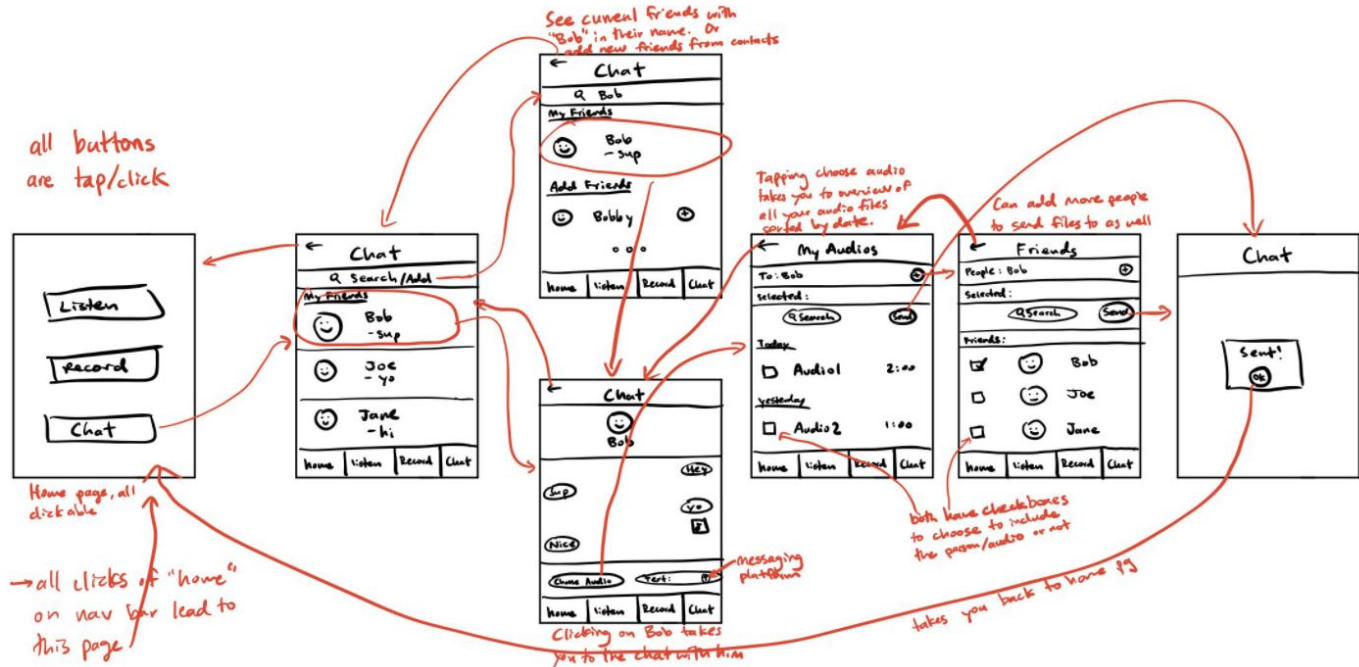 all buttons
are tap/click
Listen
Record
Chat
Home page, all
clickable
→ all clicks of "home"
on nav bar lead to
this page
←
Chat
Search/Add
My Friends
Bob
-sup
Joe
- yo
Jane
-hi
home Listen Record Chat
See current friends with
"Bob" in their name. Or
add new friends from contacts
←
Chat
Bob
My Friends
Bob
-sup
Add Friends
Bobby +
home Listen Record Chat
←
Chat
Bob
Hey
Sup
yo
Nice
Choose Audio Text:
messaging
platform
home Listen Record Chat
Clicking on Bob takes
you to the chat with him
Tapping choose audio
takes you to overview of
all your audio files
sorted by date.
←
My Audios
To: Bob +
Selected:
Search Send
Today
Audio1 2:00
Yesterday
Audio2 1:00
home Listen Record Chat
Can add more people
to send files to as well
←
Friends
People: Bob +
Selected:
Search Send
Friends:
Bob
Joe
Jane
home Listen Record Chat
both have checkboxes
to choose to include
the person/audio or not
Chat
Sent!
OK
takes you back to home pg